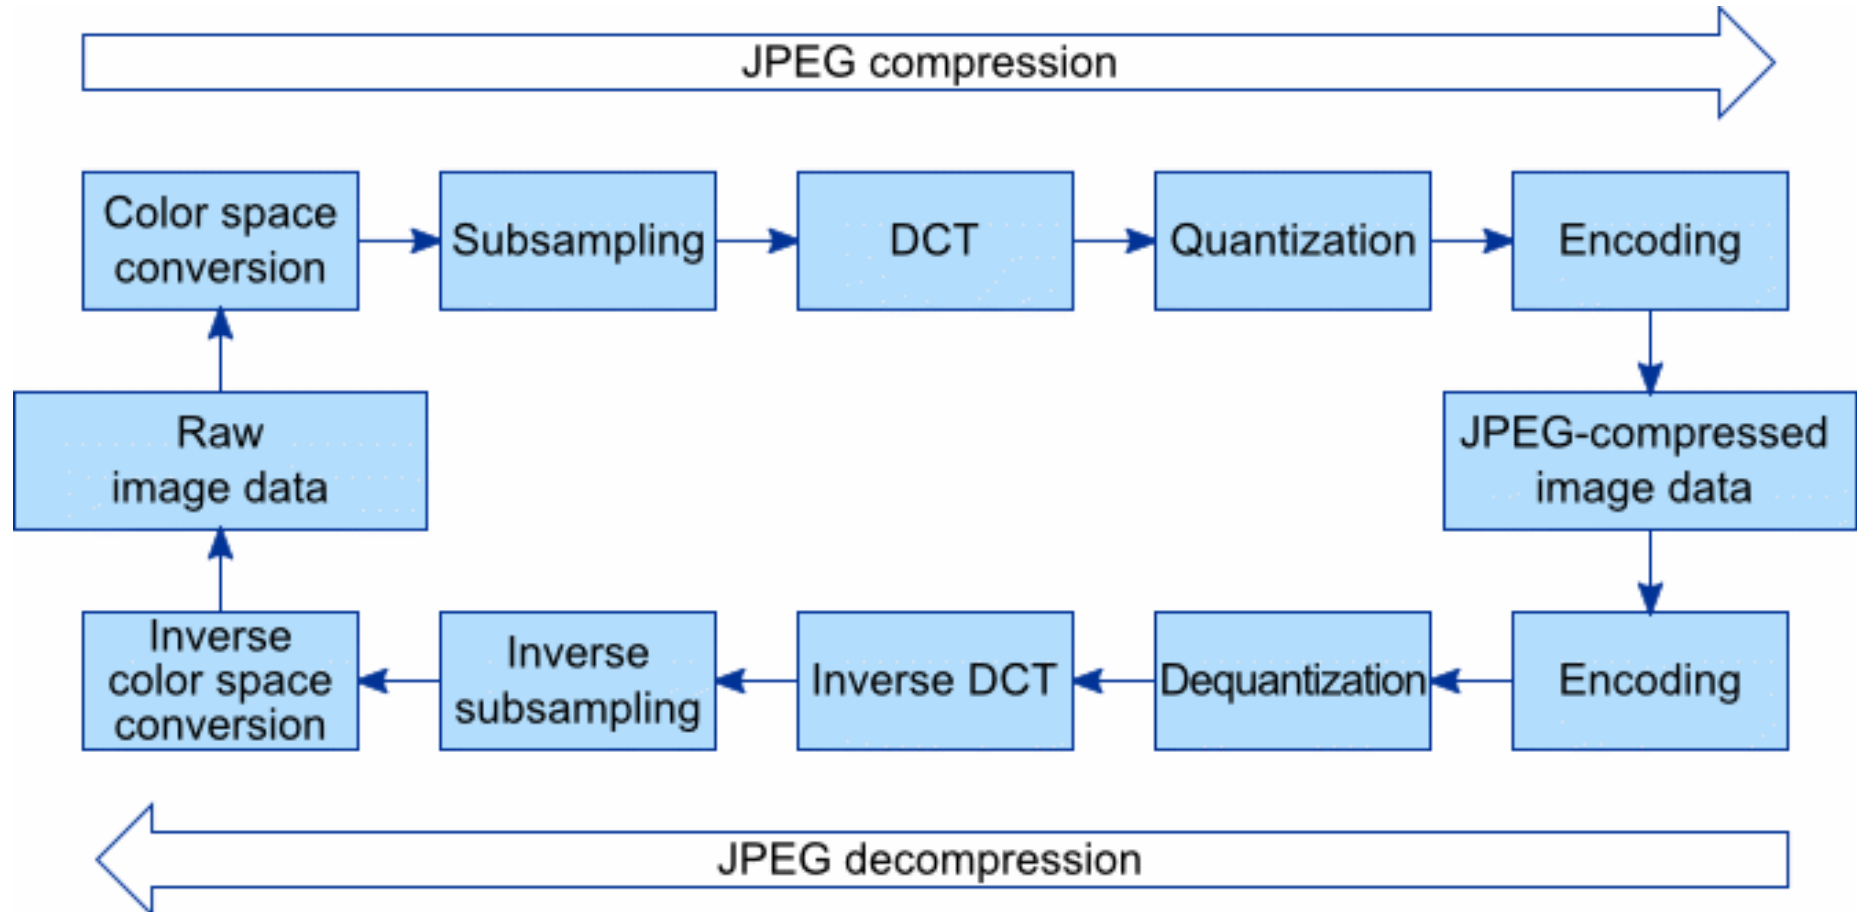 JPEG compression
Color space
conversion
Subsampling
DCT
Quantization
Encoding
Raw
image data
JPEG-compressed
image data
Inverse
color space
conversion
Inverse
subsampling
Inverse DCT
Dequantization
Encoding
JPEG decompression